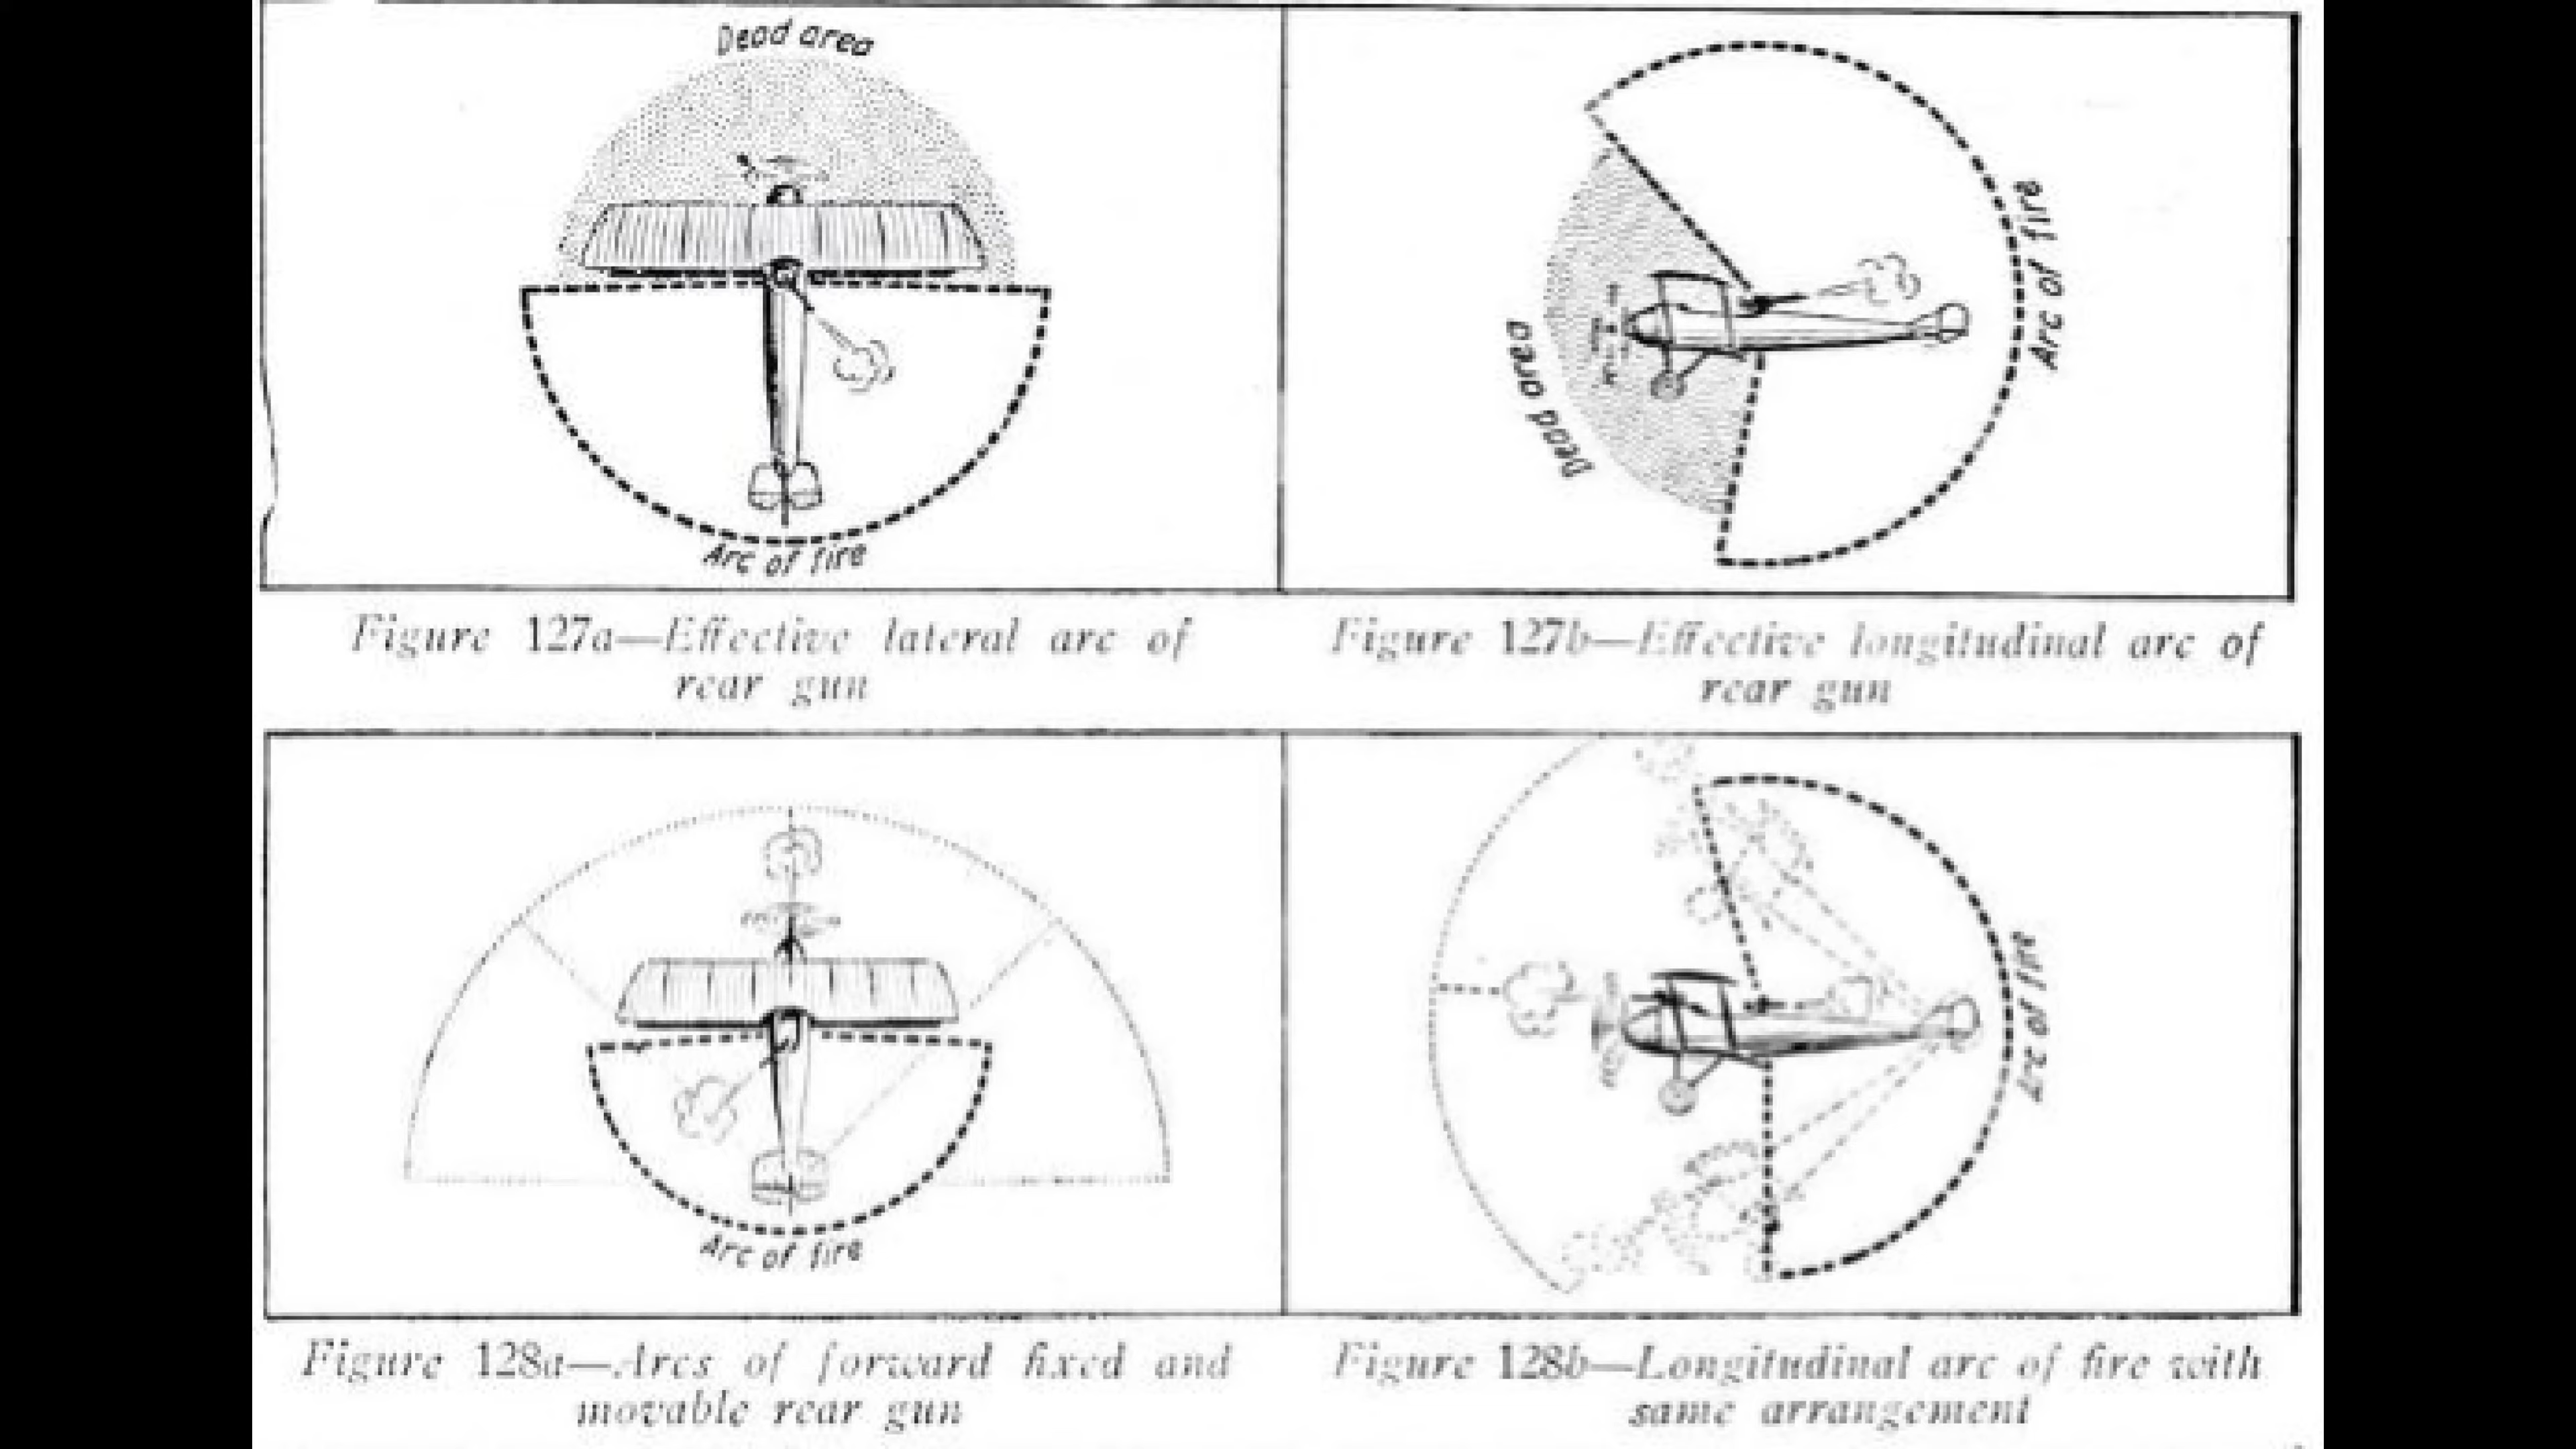 Dead area
Arc of fire
Figure 127a—Effective lateral arc of
rear gun
Dead area
Arc of fire
Figure 127b—Effective longitudinal arc of
rear gun
Arc of fire
Figure 128a—Arcs of forward fixed and
movable rear gun
Arc of fire
Figure 128b—Longitudinal arc of fire with
same arrangement